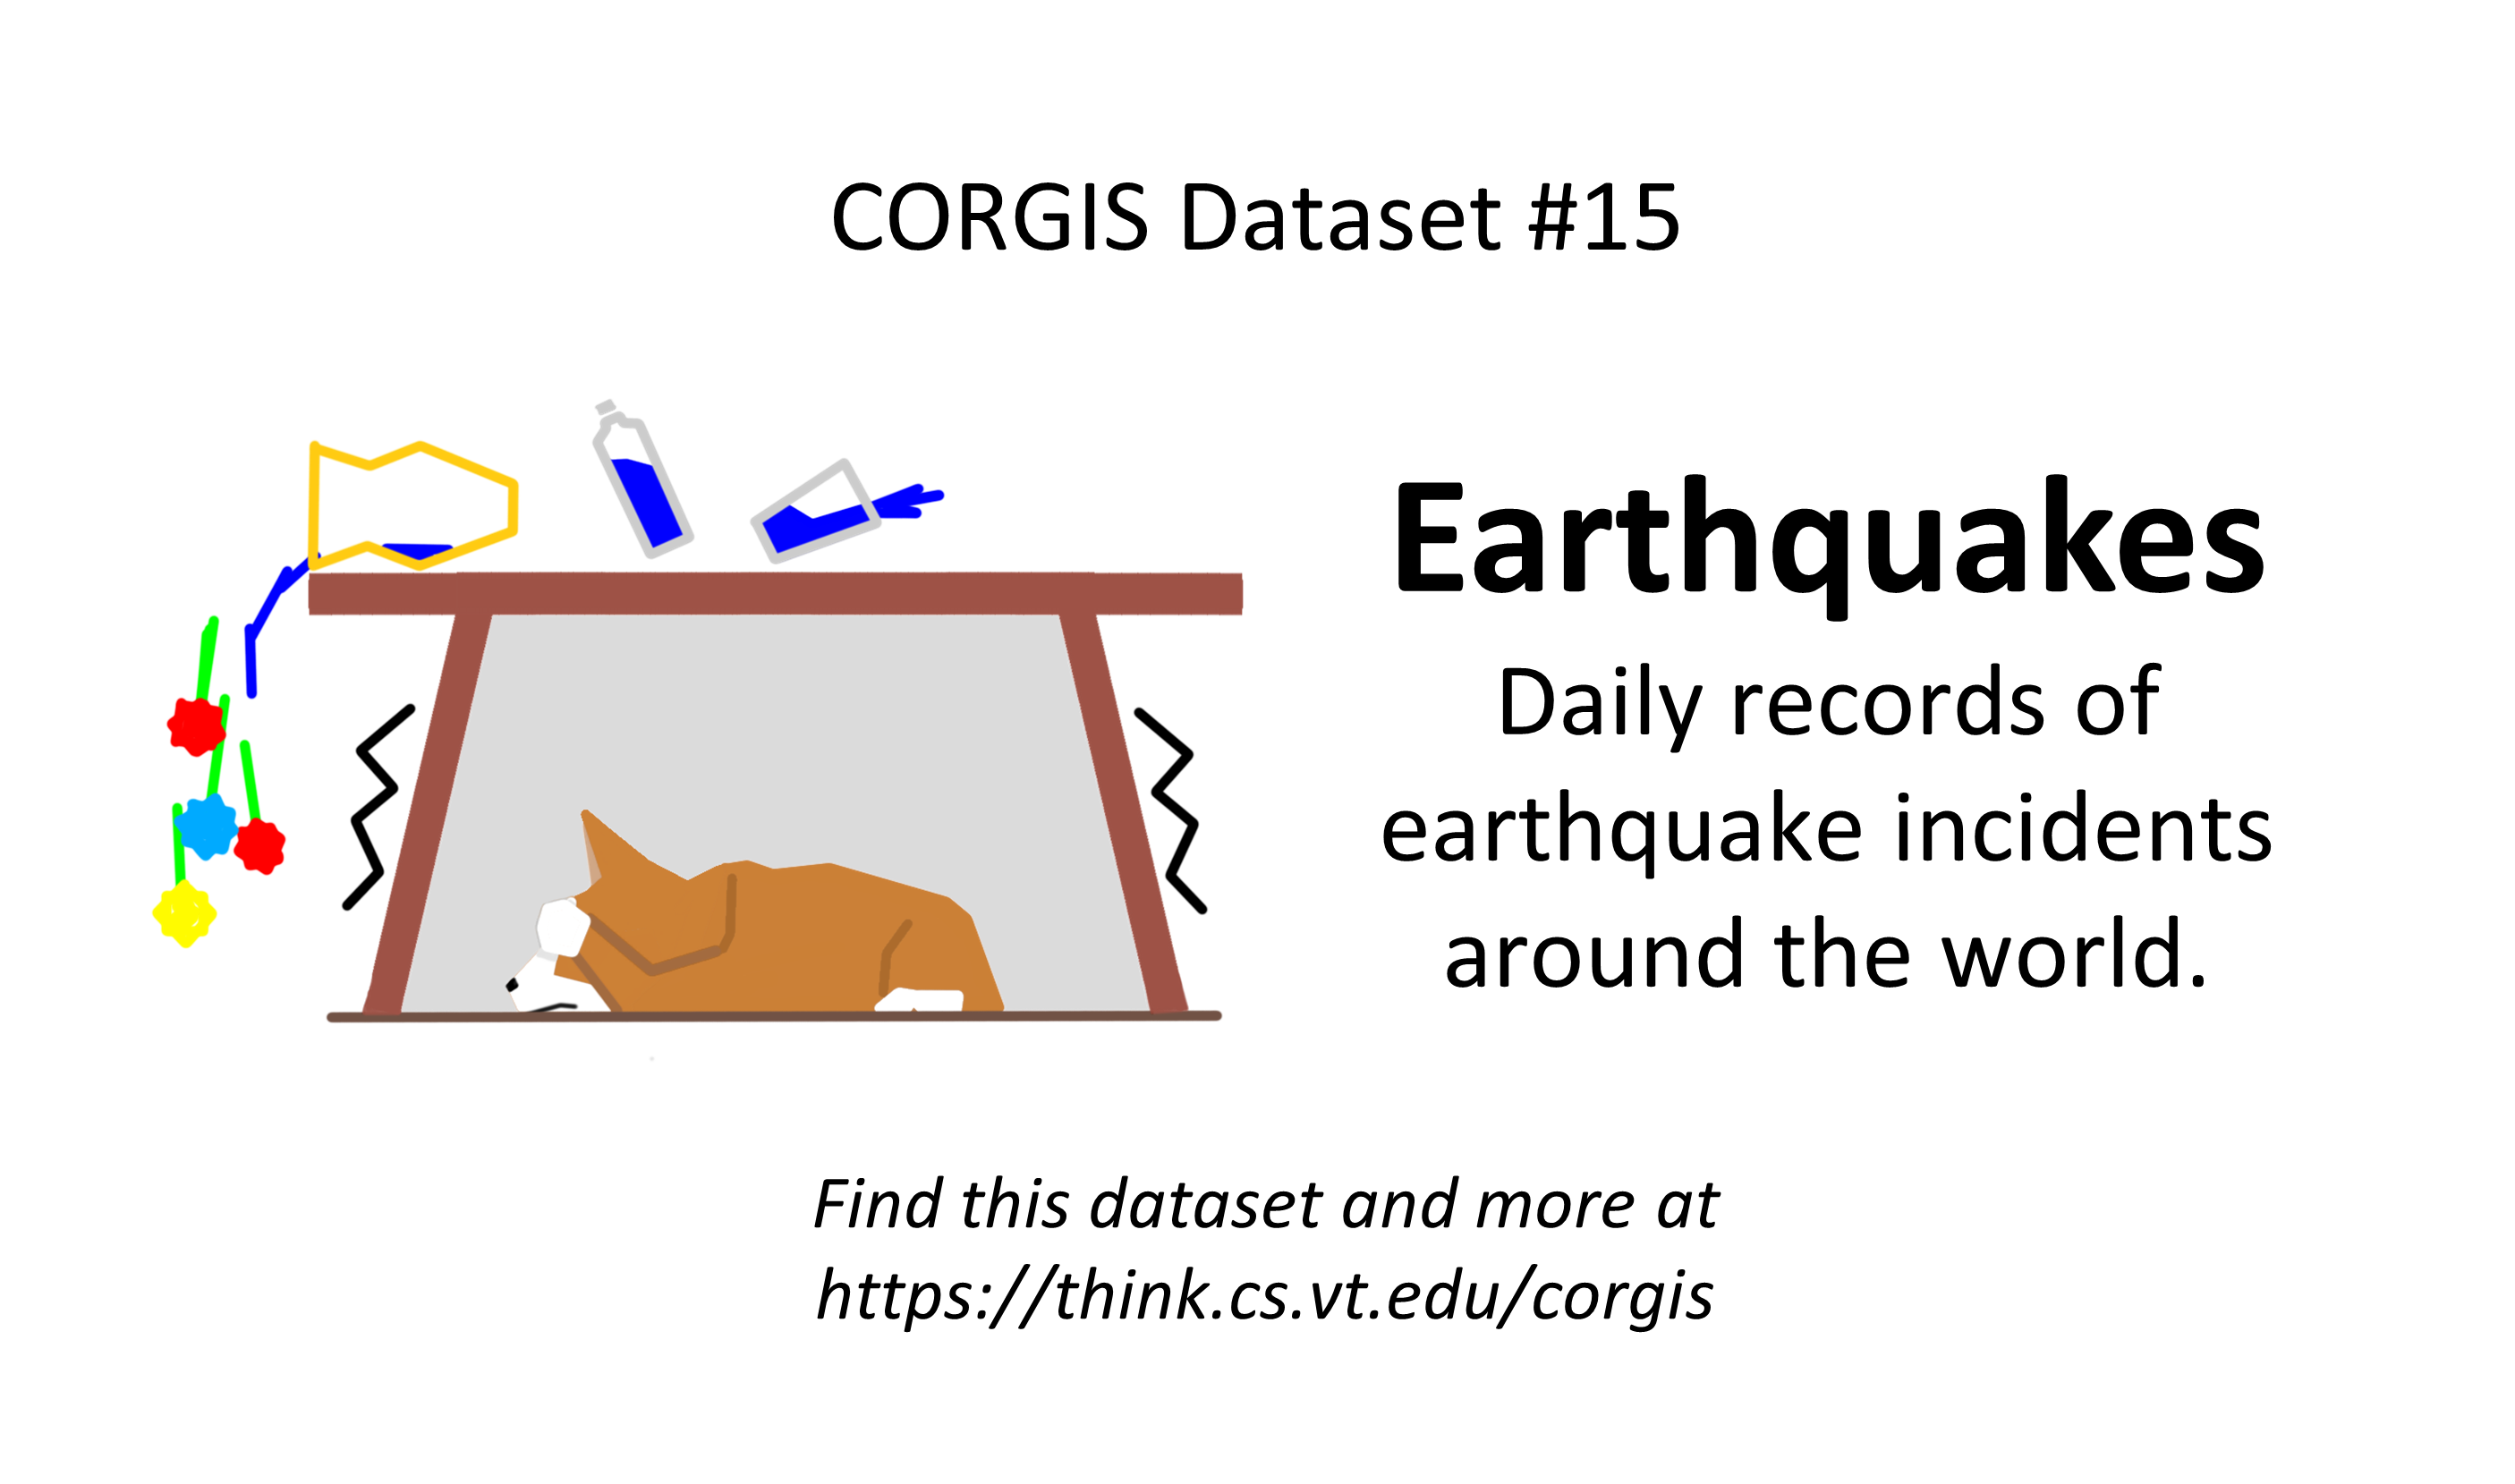 CORGIS Dataset #15
Earthquakes
Daily records of
earthquake incidents
around the world.
Find this dataset and more at
https://think.cs.vt.edu/corgis